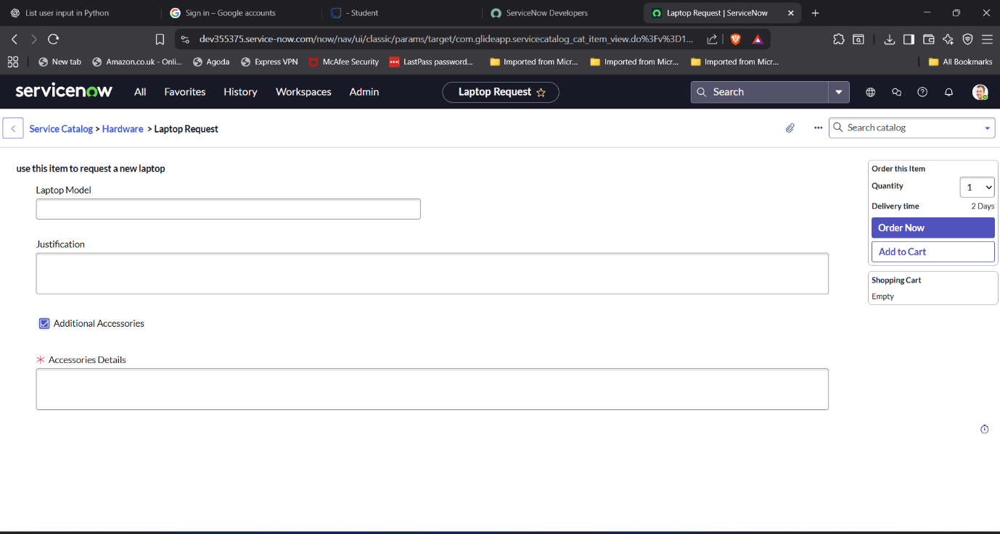 List user input in Python
Sign in – Google accounts
- Student
ServiceNow Developers
Laptop Request | ServiceNow
dev355375.service-now.com/now/nav/ui/classic/params/target/com.glideapp.servicecatalog_cat_item_view.do%3Fv%3D1...
New tab
Amazon.co.uk - Onli...
Agoda
Express VPN
McAfee Security
LastPass password...
Imported from Micr...
Imported from Micr...
Imported from Micr...
All Bookmarks
servicenow
All
Favorites
History
Workspaces
Admin
Laptop Request
Search
Service Catalog > Hardware > Laptop Request
Search catalog
use this item to request a new laptop
Laptop Model
Justification
Additional Accessories
* Accessories Details
Order this Item
Quantity
1
Delivery time
2 Days
Order Now
Add to Cart
Shopping Cart
Empty